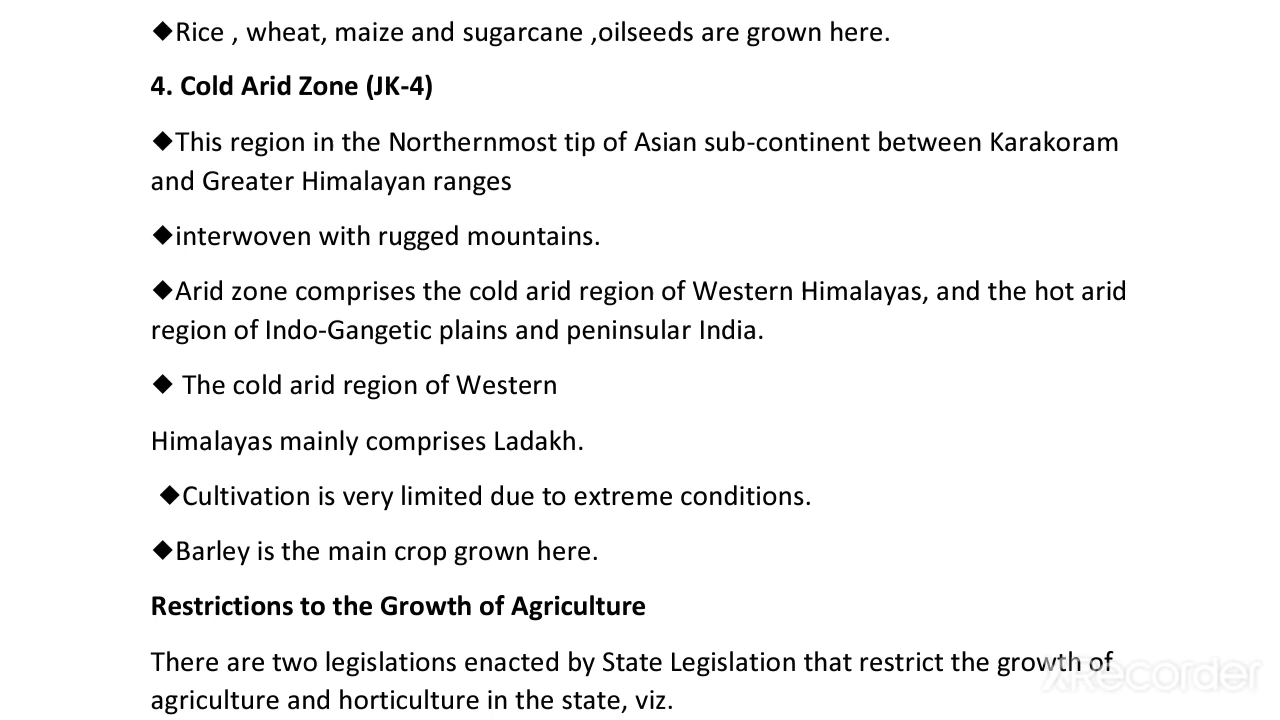 ◆Rice , wheat, maize and sugarcane ,oilseeds are grown here.
4. Cold Arid Zone (JK-4)
◆This region in the Northernmost tip of Asian sub-continent between Karakoram
and Greater Himalayan ranges
◆interwoven with rugged mountains.
◆Arid zone comprises the cold arid region of Western Himalayas, and the hot arid
region of Indo-Gangetic plains and peninsular India.
◆ The cold arid region of Western
Himalayas mainly comprises Ladakh.
◆Cultivation is very limited due to extreme conditions.
◆Barley is the main crop grown here.
Restrictions to the Growth of Agriculture
There are two legislations enacted by State Legislation that restrict the growth of
agriculture and horticulture in the state, viz.
XRecorder